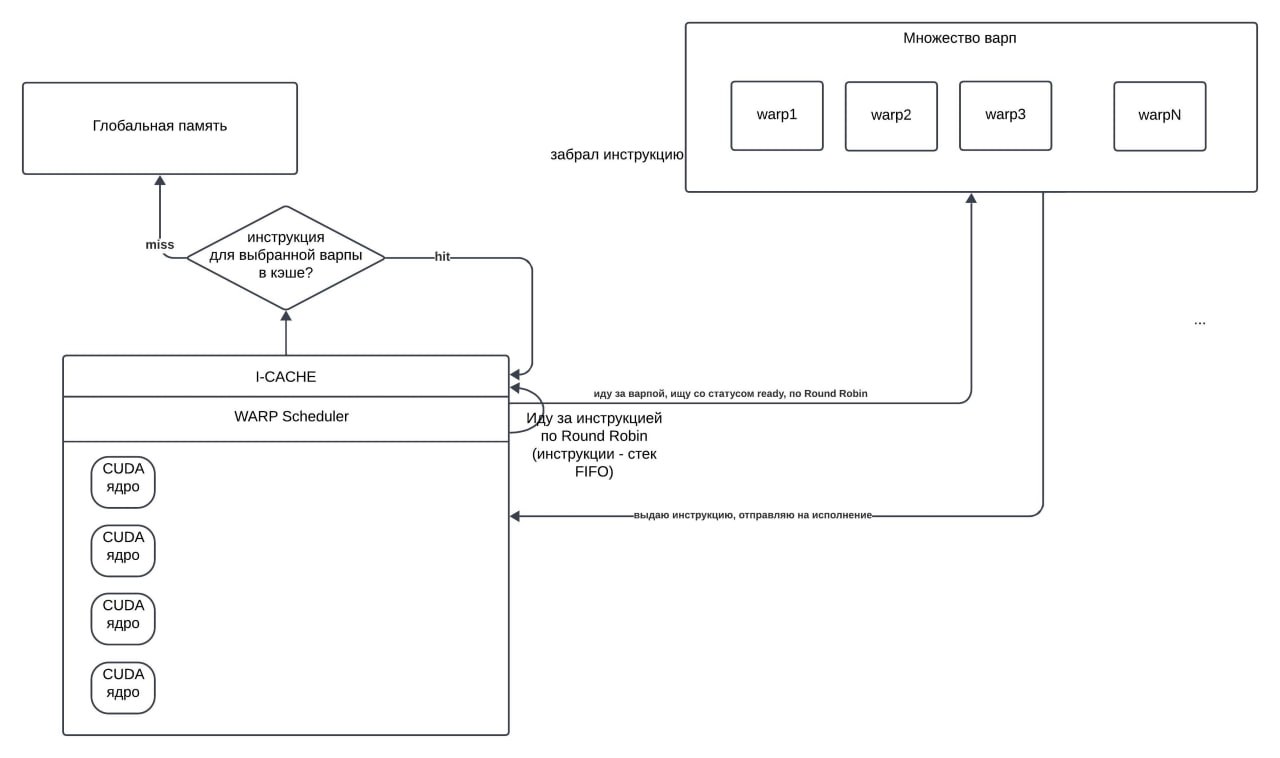 Множество варп
warp1
warp2
warp3
warpN
Глобальная память
забрал инструкцию
miss
инструкция
для выбранной варпы
в кэше?
hit
...
I-CACHE
иду за варпой, ищу со статусом ready, по Round Robin
WARP Scheduler
Иду за инструкцией
по Round Robin
(инструкции - стек
FIFO)
CUDA
ядро
выдаю инструкцию, отправляю на исполнение
CUDA
ядро
CUDA
ядро
CUDA
ядро